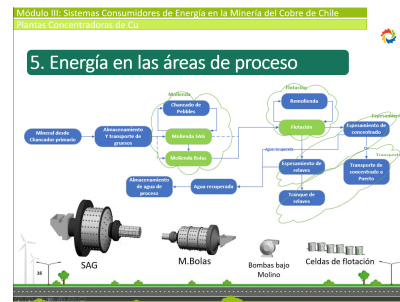 Módulo III: Sistemas Consumidores de Energía en la Minería del Cobre de Chile
Plantas Concentradoras de Cu
5. Energía en las áreas de proceso
Molienda
Flotación
Chancado de
Pebbles
Remolienda
Espesamiento
Mineral desde
Chancador primario
Almacenamiento
Y transporte de
gruesos
Molienda SAG
Flotación
Espesamiento de
concentrado
Molienda Bolas
Agua recuperada
Transporte
Almacenamiento
de agua de
proceso
Agua recuperada
Espesamiento de
relaves
Transporte de
concentrado a
Puerto
Tranque de
relaves
SAG
M.Bolas
Bombas bajo
Molino
Celdas de flotación